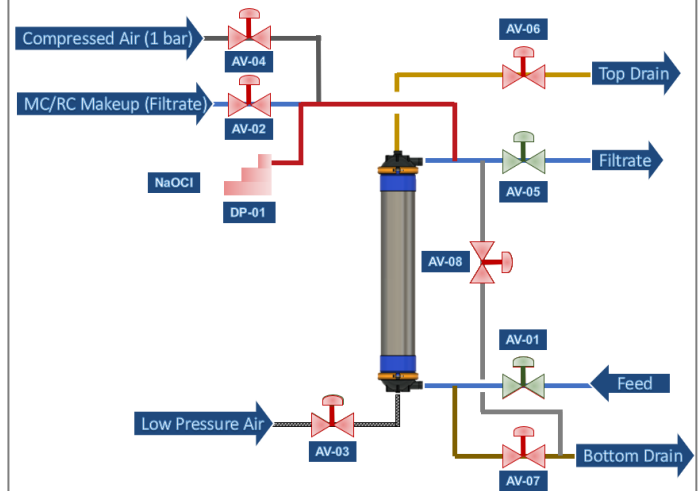 AV-06
Compressed Air (1 bar)
AV-04
Top Drain
MC/RC Makeup (Filtrate)
AV-02
NaOCl
DP-01
Filtrate
AV-05
AV-08
AV-01
Feed
Low Pressure Air
AV-03
Bottom Drain
AV-07